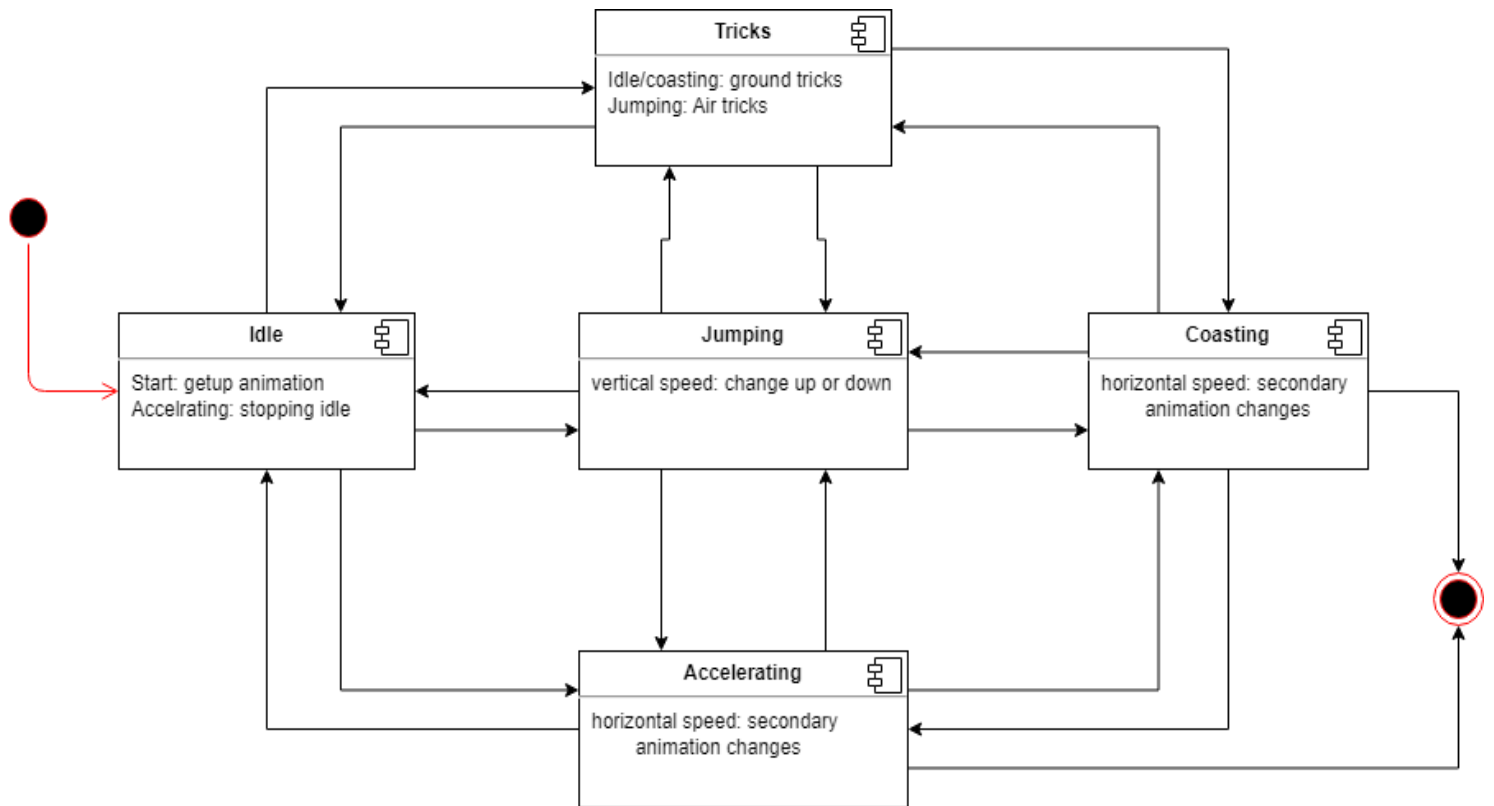 Tricks
Idle/coasting: ground tricks
Jumping: Air tricks
Idle
Start: getup animation
Accelrating: stopping idle
Jumping
vertical speed: change up or down
Coasting
horizontal speed: secondary
animation changes
Accelerating
horizontal speed: secondary
animation changes